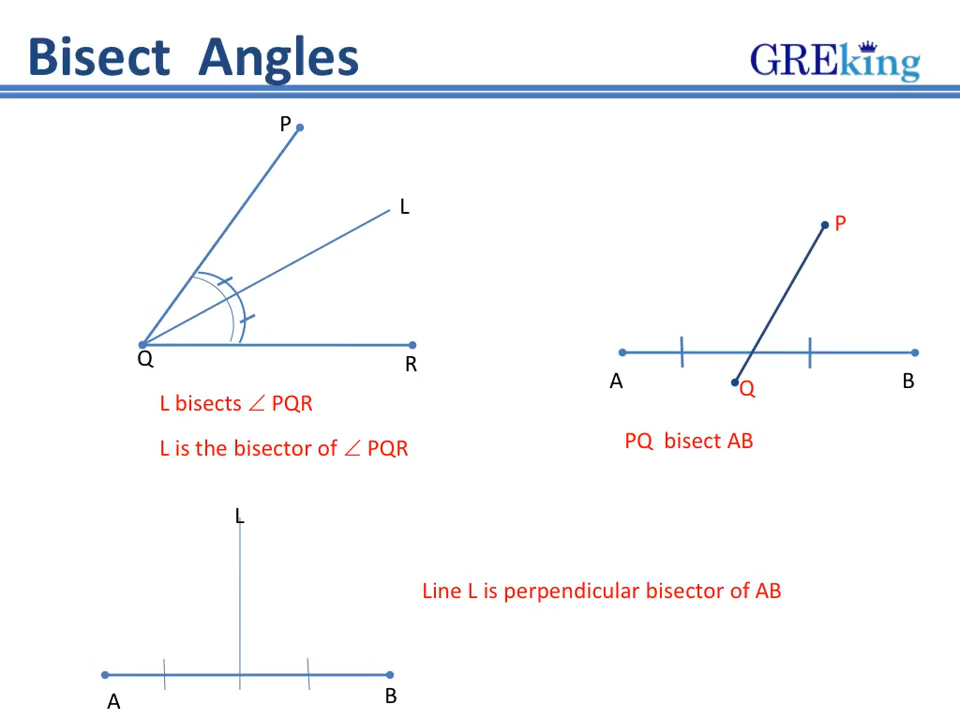 Bisect Angles
GREking
P
L
Q
R
L bisects ∠ PQR
L is the bisector of ∠ PQR
P
A
Q
B
PQ bisect AB
L
Line L is perpendicular bisector of AB
A
B